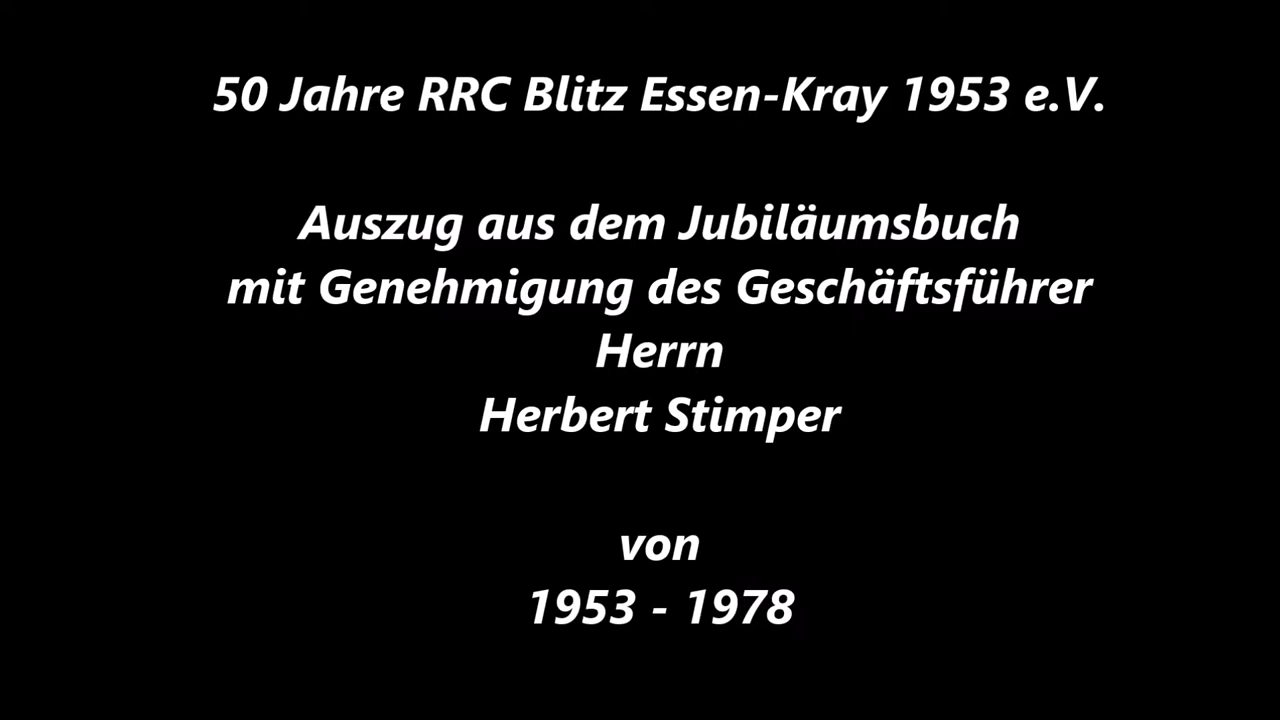 50 Jahre RRC Blitz Essen-Kray 1953 e.V.
Auszug aus dem Jubiläumsbuch
mit Genehmigung des Geschäftsführer
Herrn
Herbert Stimper
von
1953 - 1978